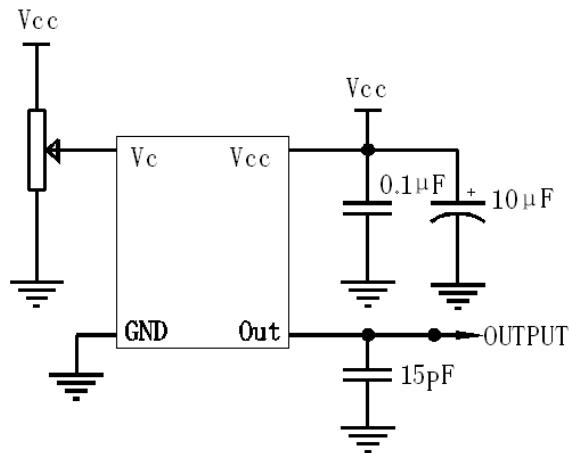 Vcc
Vcc
Vc
Vcc
0.1μF
+
10μF
GND
Out
OUTPUT
15pF